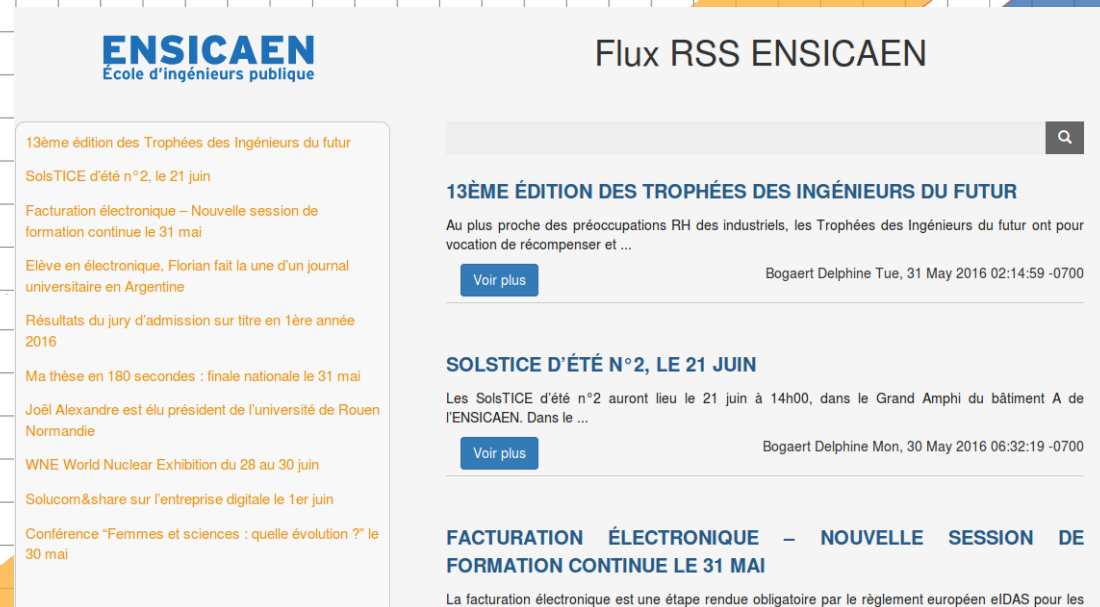 ENSICAEN
École d'ingénieurs publique
Flux RSS ENSICAEN
13ème édition des Trophées des Ingénieurs du futur
SolsTICE d'été n°2, le 21 juin
Facturation électronique – Nouvelle session de
formation continue le 31 mai
Elève en électronique, Florian fait la une d'un journal
universitaire en Argentine
Résultats du jury d'admission sur titre en 1ère année
2016
Ma thèse en 180 secondes : finale nationale le 31 mai
Joël Alexandre est élu président de l'université de Rouen
Normandie
WNE World Nuclear Exhibition du 28 au 30 juin
Solucom&share sur l'entreprise digitale le 1er juin
Conférence “Femmes et sciences : quelle évolution ?” le
30 mai
13ÈME ÉDITION DES TROPHÉES DES INGÉNIEURS DU FUTUR
Au plus proche des préoccupations RH des industriels, les Trophées des Ingénieurs du futur ont pour
vocation de récompenser et ...
Voir plus
Bogaert Delphine Tue, 31 May 2016 02:14:59 -0700
SOLSTICE D'ÉTÉ N°2, LE 21 JUIN
Les SolsTICE d'été n°2 auront lieu le 21 juin à 14h00, dans le Grand Amphi du bâtiment A de
l'ENSICAEN. Dans le ...
Voir plus
Bogaert Delphine Mon, 30 May 2016 06:32:19 -0700
FACTURATION ÉLECTRONIQUE – NOUVELLE SESSION DE
FORMATION CONTINUE LE 31 MAI
La facturation électronique est une étape rendue obligatoire par le règlement européen eIDAS pour les